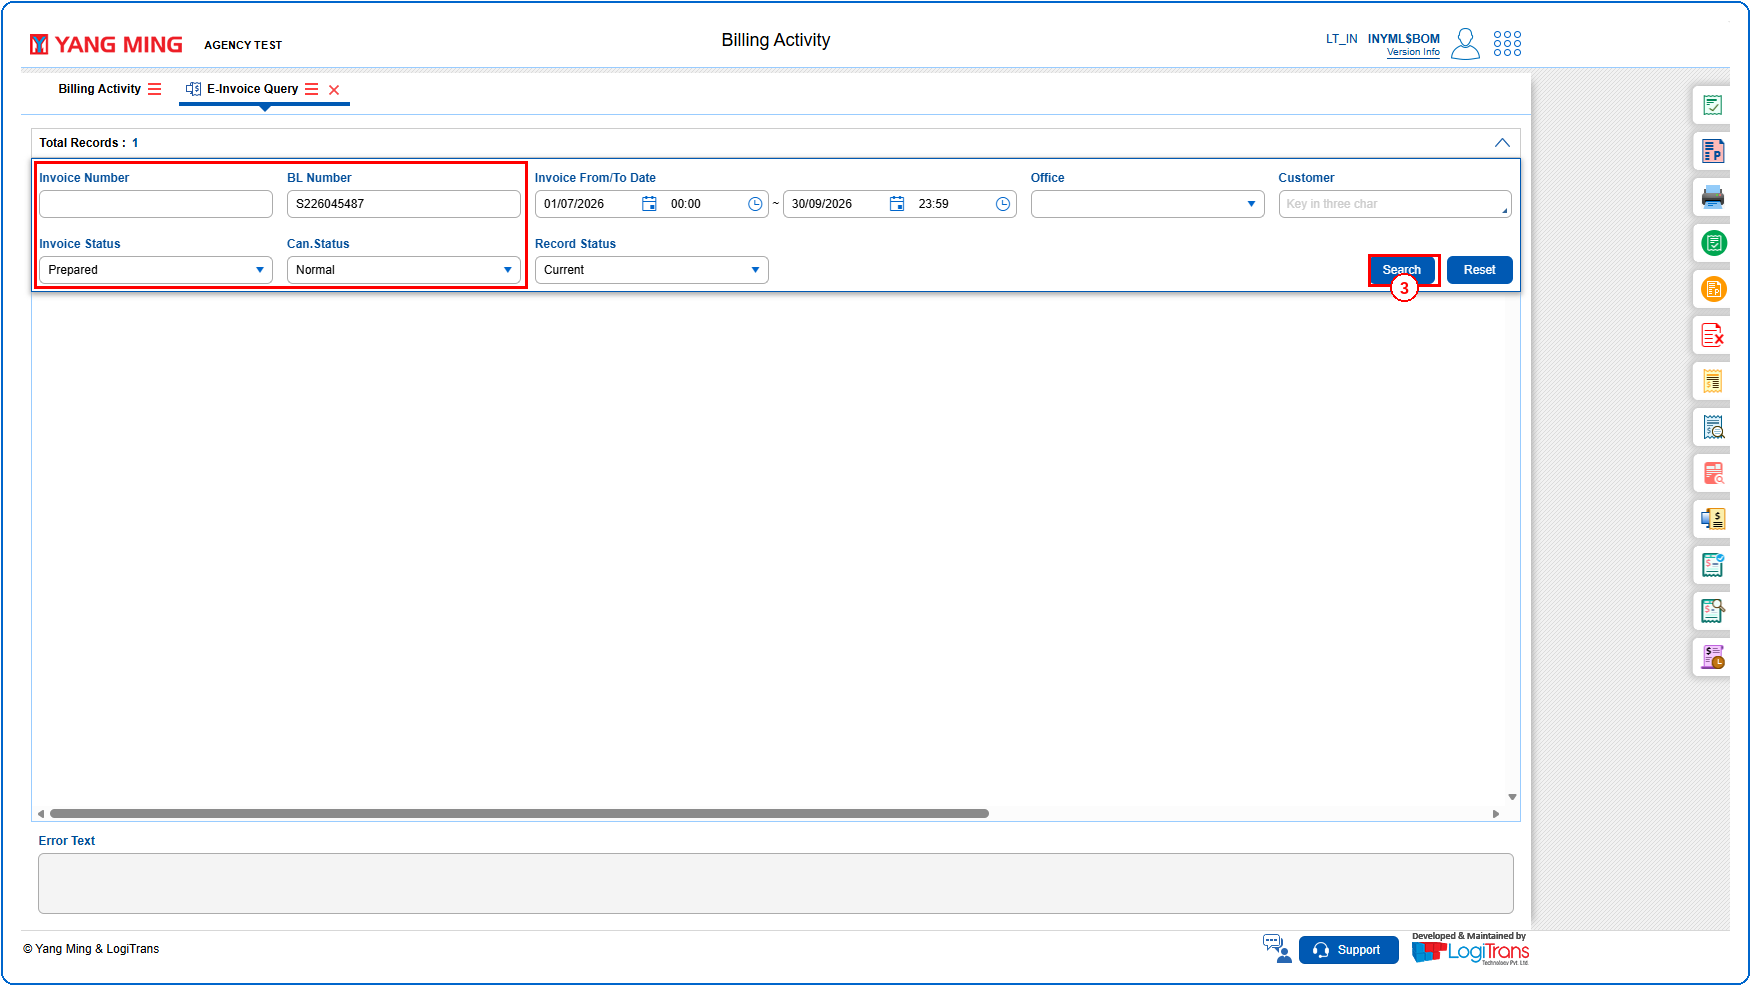 YANG MING AGENCY TEST
Billing Activity
LT_IN INYML$BOM
Version Info
Billing Activity
E-Invoice Query
Total Records : 1
Invoice Number BL Number Invoice From/To Date Office Customer
S226045487 01/07/2026 00:00 ~ 30/09/2026 23:59 Key in three char
Invoice Status Can.Status Record Status
Prepared Normal Current Search Reset
3
Error Text
© Yang Ming & LogiTrans
Support
Developed & Maintained by
LogiTrans
Technology Pvt. Ltd.